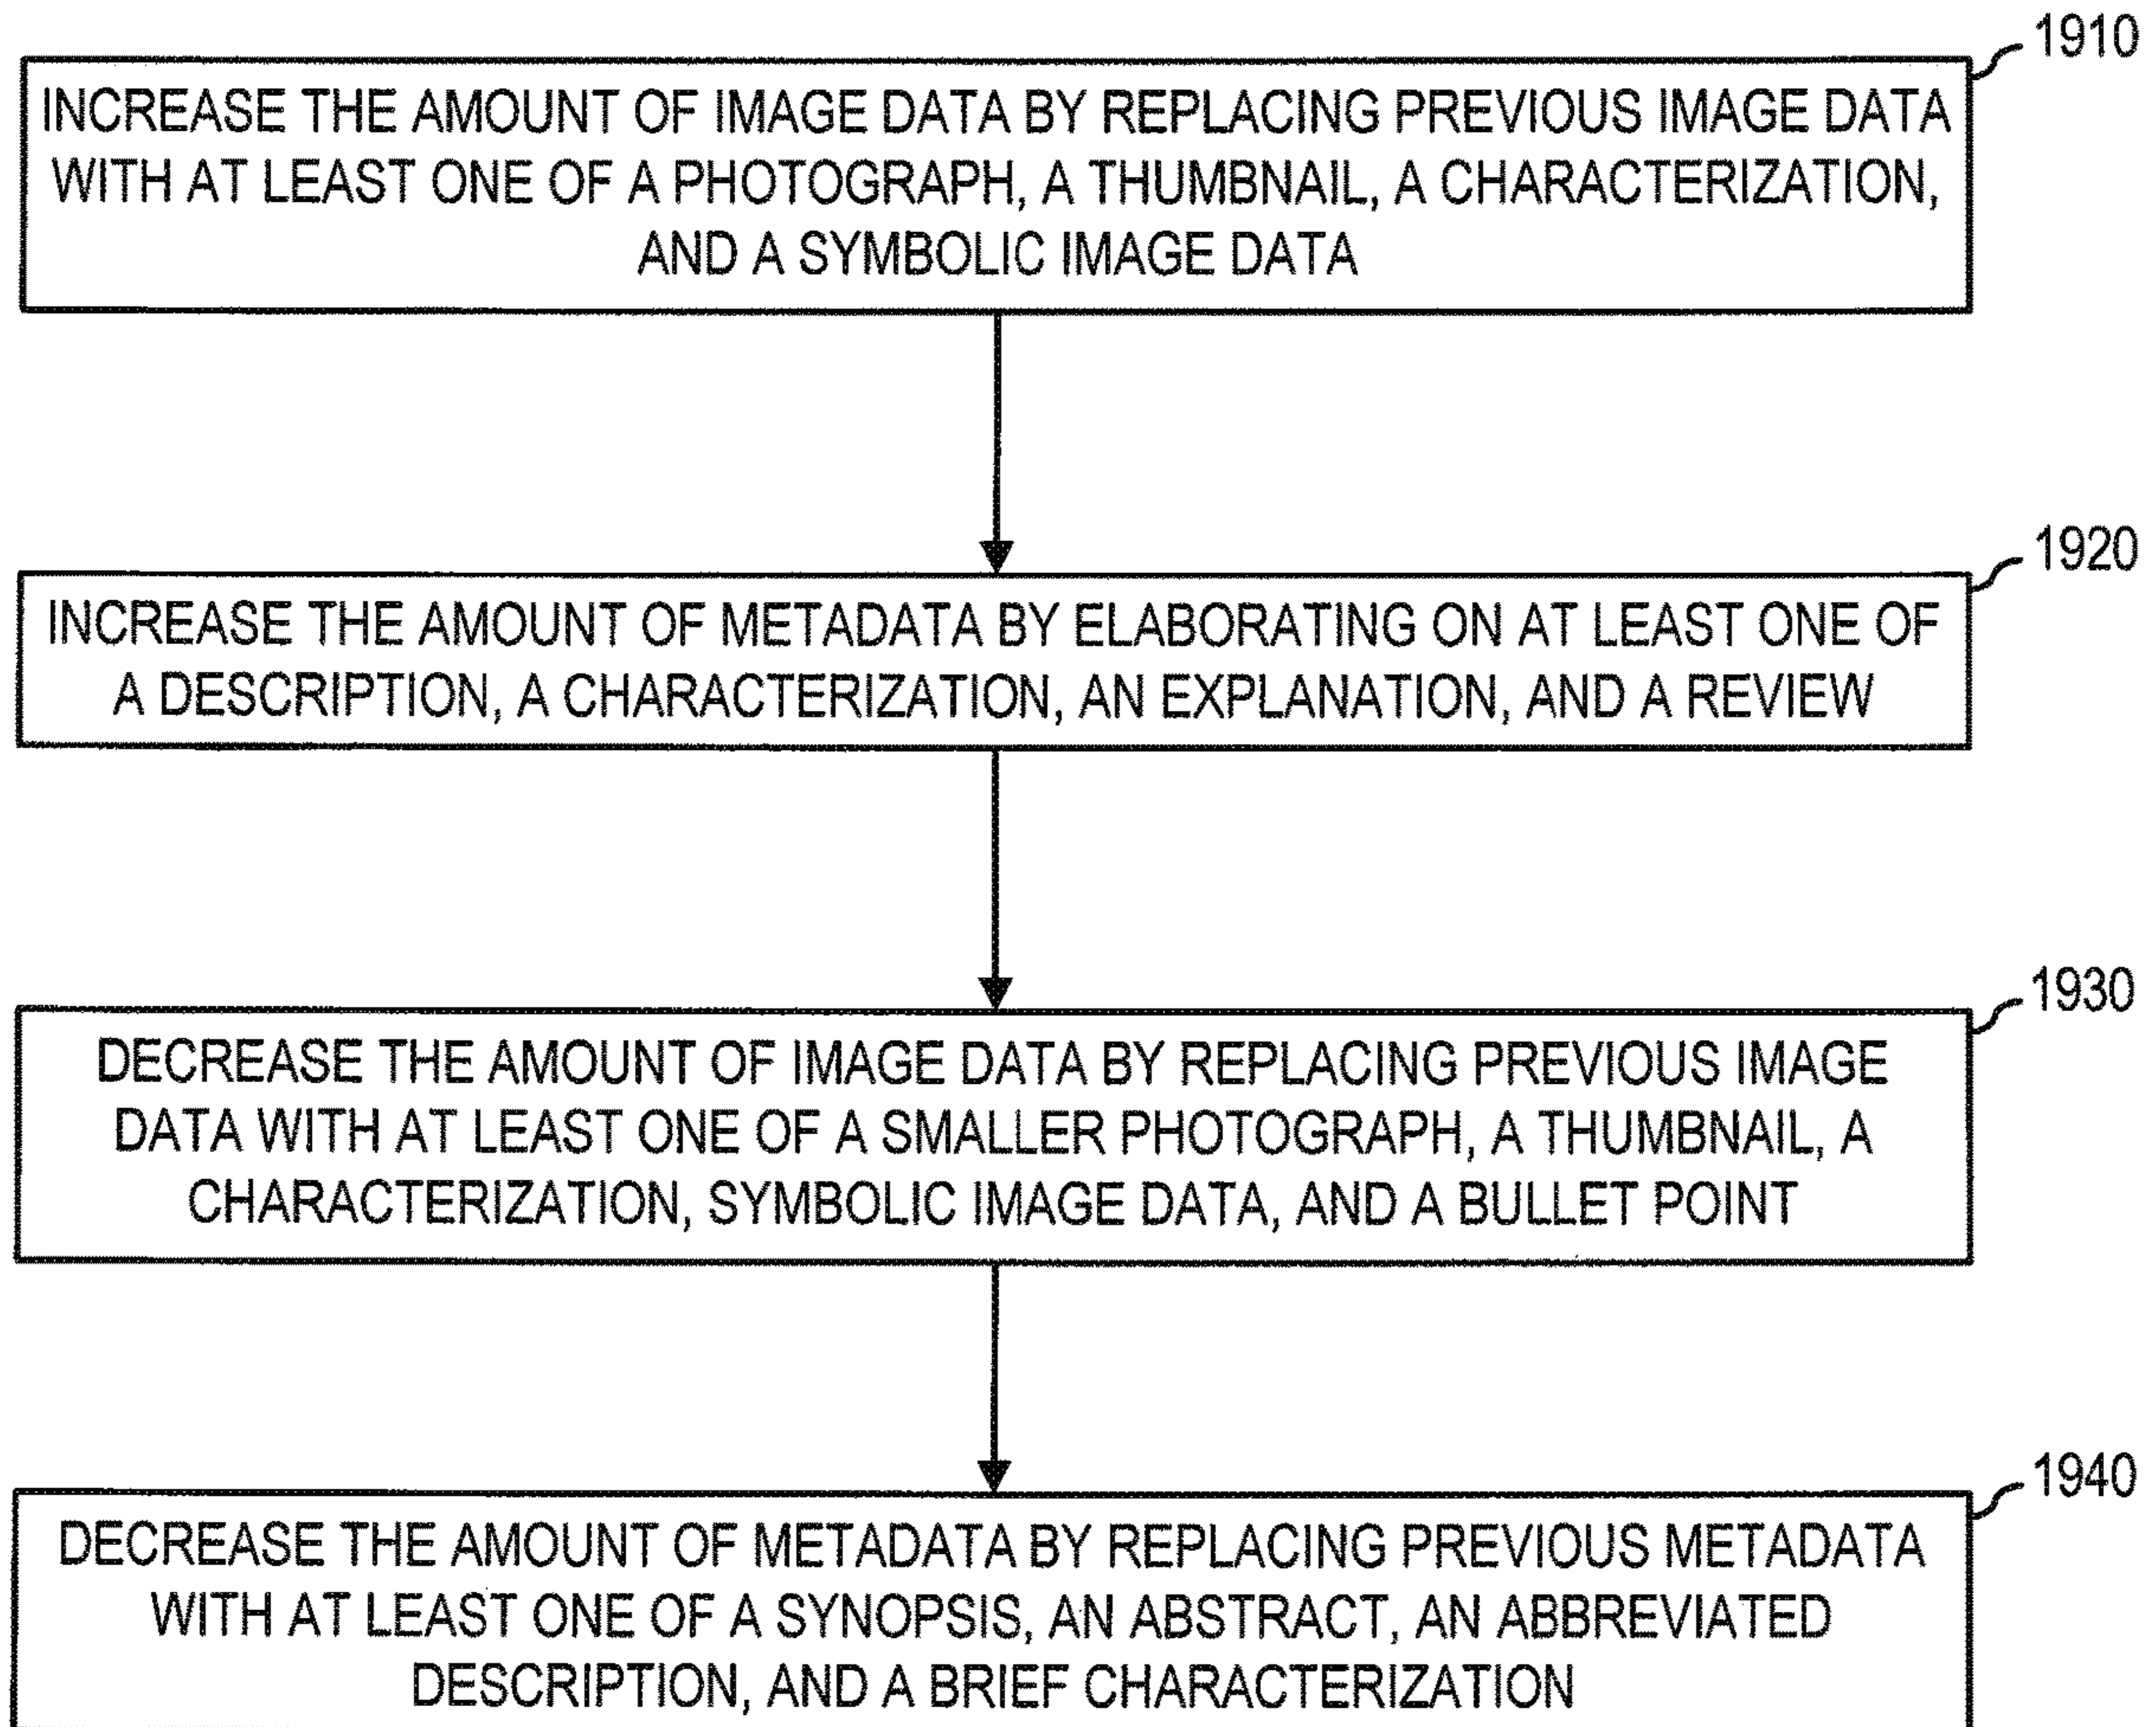 1910
INCREASE THE AMOUNT OF IMAGE DATA BY REPLACING PREVIOUS IMAGE DATA
WITH AT LEAST ONE OF A PHOTOGRAPH, A THUMBNAIL, A CHARACTERIZATION,
AND A SYMBOLIC IMAGE DATA
1920
INCREASE THE AMOUNT OF METADATA BY ELABORATING ON AT LEAST ONE OF
A DESCRIPTION, A CHARACTERIZATION, AN EXPLANATION, AND A REVIEW
1930
DECREASE THE AMOUNT OF IMAGE DATA BY REPLACING PREVIOUS IMAGE
DATA WITH AT LEAST ONE OF A SMALLER PHOTOGRAPH, A THUMBNAIL, A
CHARACTERIZATION, SYMBOLIC IMAGE DATA, AND A BULLET POINT
1940
DECREASE THE AMOUNT OF METADATA BY REPLACING PREVIOUS METADATA
WITH AT LEAST ONE OF A SYNOPSIS, AN ABSTRACT, AN ABBREVIATED
DESCRIPTION, AND A BRIEF CHARACTERIZATION